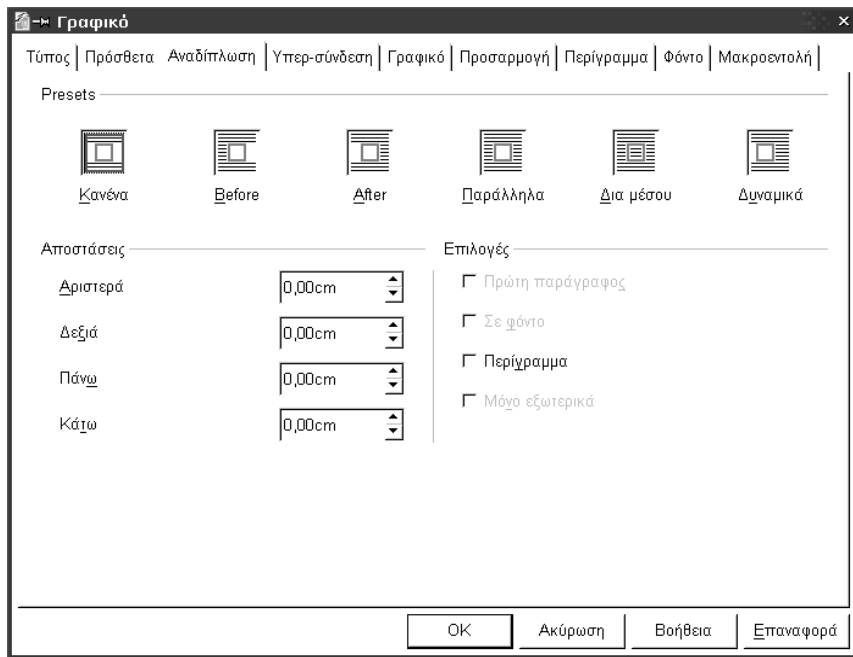 Γραφικό
Τύπος Πρόσθετα Αναδίπλωση Υπερ-σύνδεση Γραφικό Προσαρμογή Περίγραμμα Φόντο Μακροεντολή
Presets
Κανένα Before After Παράλληλα Δια μέσου Δυναμικά
Αποστάσεις Επιλογές
Αριστερά 0,00cm Πρώτη παράγραφος
Δεξιά 0,00cm Σε φόντο
Πάνω 0,00cm Περίγραμμα
Κάτω 0,00cm Μόνο εξωτερικά
OK Ακύρωση Βοήθεια Επαναφορά